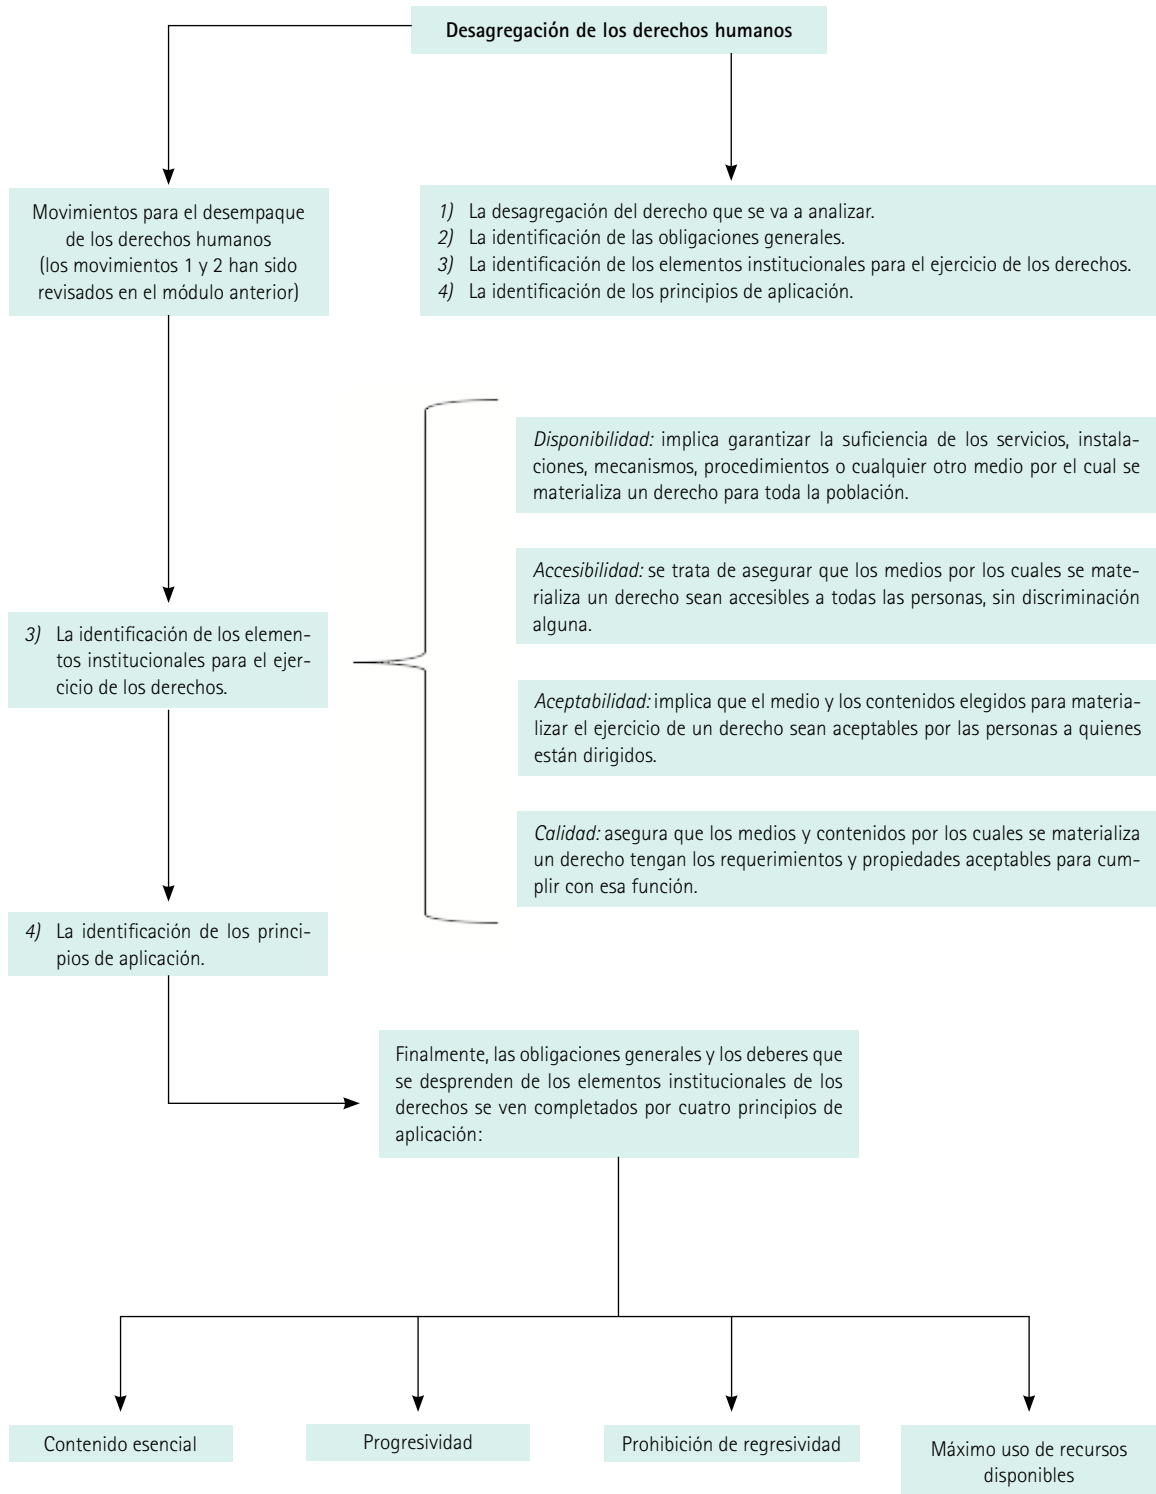 Desagregación de los derechos humanos
Movimientos para el desempaque
de los derechos humanos
(los movimientos 1 y 2 han sido
revisados en el módulo anterior)
1) La desagregación del derecho que se va a analizar.
2) La identificación de las obligaciones generales.
3) La identificación de los elementos institucionales para el ejercicio de los derechos.
4) La identificación de los principios de aplicación.
Disponibilidad: implica garantizar la suficiencia de los servicios, instala-
ciones, mecanismos, procedimientos o cualquier otro medio por el cual se
materializa un derecho para toda la población.
Accesibilidad: se trata de asegurar que los medios por los cuales se mate-
rializa un derecho sean accesibles a todas las personas, sin discriminación
alguna.
3) La identificación de los elemen-
tos institucionales para el ejer-
cicio de los derechos.
Aceptabilidad: implica que el medio y los contenidos elegidos para materia-
lizar el ejercicio de un derecho sean aceptables por las personas a quienes
están dirigidos.
Calidad: asegura que los medios y contenidos por los cuales se materializa
un derecho tengan los requerimientos y propiedades aceptables para cum-
plir con esa función.
4) La identificación de los princi-
pios de aplicación.
Finalmente, las obligaciones generales y los deberes que
se desprenden de los elementos institucionales de los
derechos se ven completados por cuatro principios de
aplicación:
Contenido esencial
Progresividad
Prohibición de regresividad
Máximo uso de recursos
disponibles